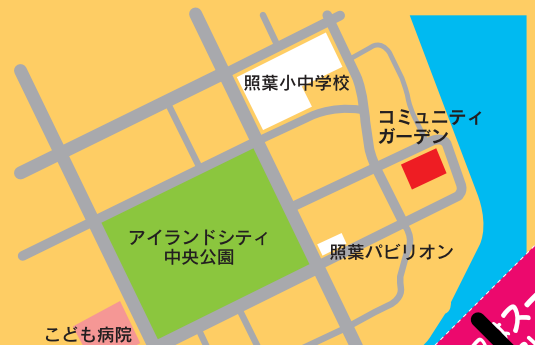 照葉小中学校
コミュニティ
ガーデン
アイランドシティ
中央公園
照葉パビリオン
こども病院